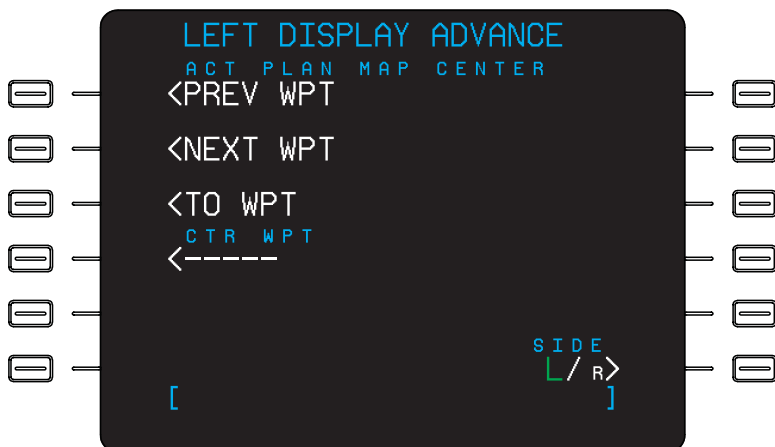 LEFT DISPLAY ADVANCE
ACT PLAN MAP CENTER
<PREV WPT
<NEXT WPT
<TO WPT
CTR WPT
<-----
SIDE
L/R>
[ ]